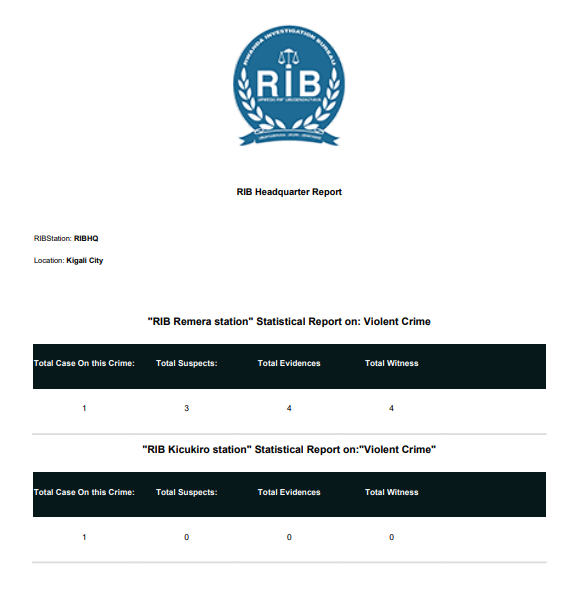 RWANDA INVESTIGATION BUREAU
RIB
RIB Headquarter Report
RIBStation: RIBHQ
Location: Kigali City
"RIB Remera station" Statistical Report on: Violent Crime
Total Case On this Crime: Total Suspects: Total Evidences Total Witness
1 3 4 4
"RIB Kicukiro station" Statistical Report on:"Violent Crime"
Total Case On this Crime: Total Suspects: Total Evidences Total Witness
1 0 0 0